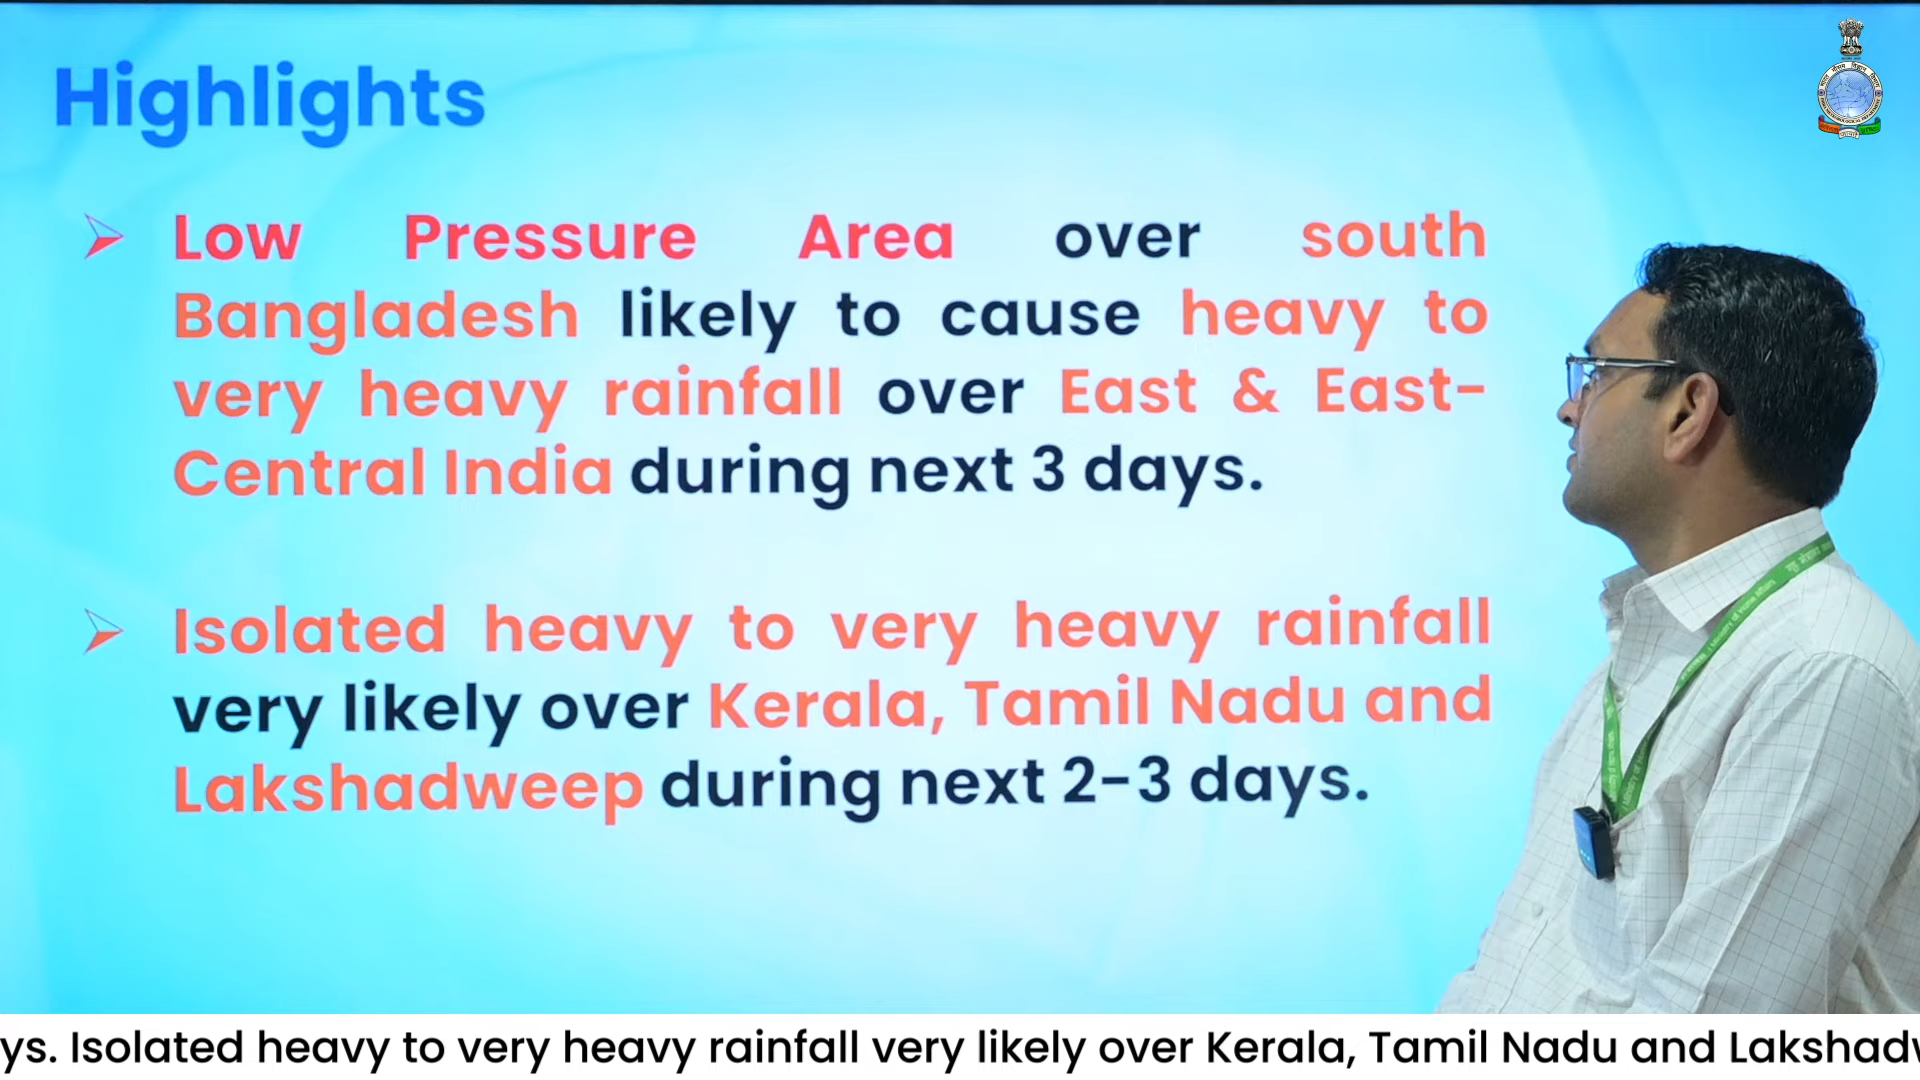 Highlights
Low Pressure Area over south
Bangladesh likely to cause heavy to
very heavy rainfall over East & East-
Central India during next 3 days.
Isolated heavy to very heavy rainfall
very likely over Kerala, Tamil Nadu and
Lakshadweep during next 2-3 days.
ys. Isolated heavy to very heavy rainfall very likely over Kerala, Tamil Nadu and Lakshadw